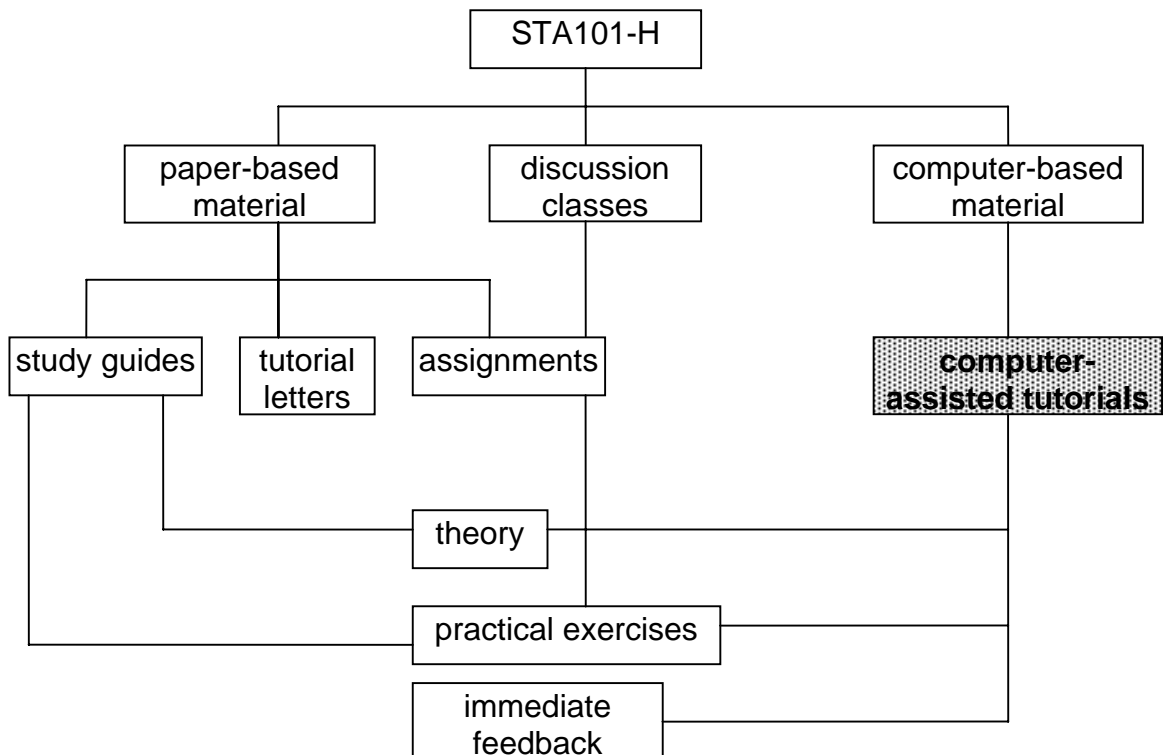 STA101-H
paper-based
material
discussion
classes
computer-based
material
study guides
tutorial
letters
assignments
computer-
assisted tutorials
theory
practical exercises
immediate
feedback